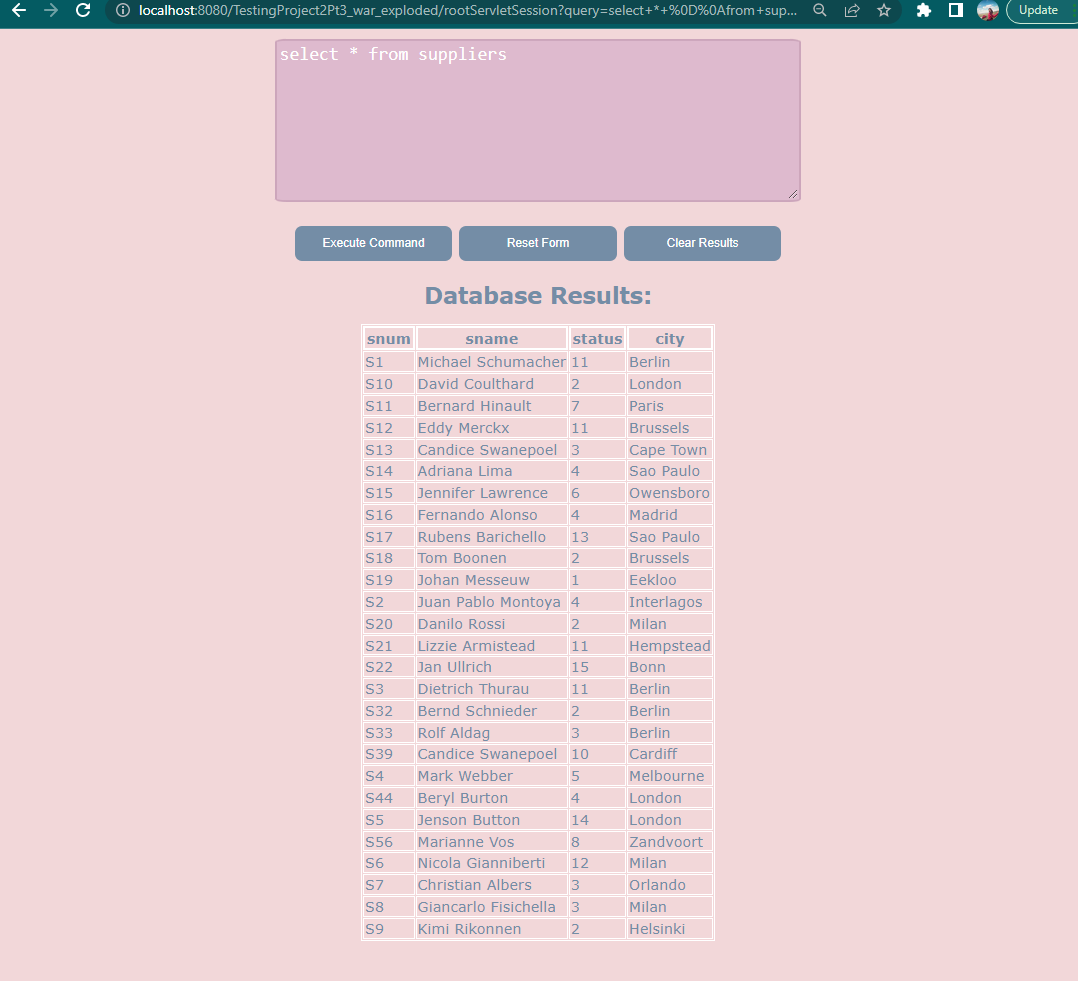 localhost:8080/TestingProject2Pt3_war_exploded/rootServletSession?query=select+*+%0D%0Afrom+sup... Update
select * from suppliers
Execute Command Reset Form Clear Results
Database Results:
snum sname status city
S1 Michael Schumacher 11 Berlin
S10 David Coulthard 2 London
S11 Bernard Hinault 7 Paris
S12 Eddy Merckx 11 Brussels
S13 Candice Swanepoel 3 Cape Town
S14 Adriana Lima 4 Sao Paulo
S15 Jennifer Lawrence 6 Owensboro
S16 Fernando Alonso 4 Madrid
S17 Rubens Barichello 13 Sao Paulo
S18 Tom Boonen 2 Brussels
S19 Johan Messeuw 1 Eekloo
S2 Juan Pablo Montoya 4 Interlagos
S20 Danilo Rossi 2 Milan
S21 Lizzie Armistead 11 Hempstead
S22 Jan Ullrich 15 Bonn
S3 Dietrich Thurau 11 Berlin
S32 Bernd Schnieder 2 Berlin
S33 Rolf Aldag 3 Berlin
S39 Candice Swanepoel 10 Cardiff
S4 Mark Webber 5 Melbourne
S44 Beryl Burton 4 London
S5 Jenson Button 14 London
S56 Marianne Vos 8 Zandvoort
S6 Nicola Gianniberti 12 Milan
S7 Christian Albers 3 Orlando
S8 Giancarlo Fisichella 3 Milan
S9 Kimi Rikonnen 2 Helsinki